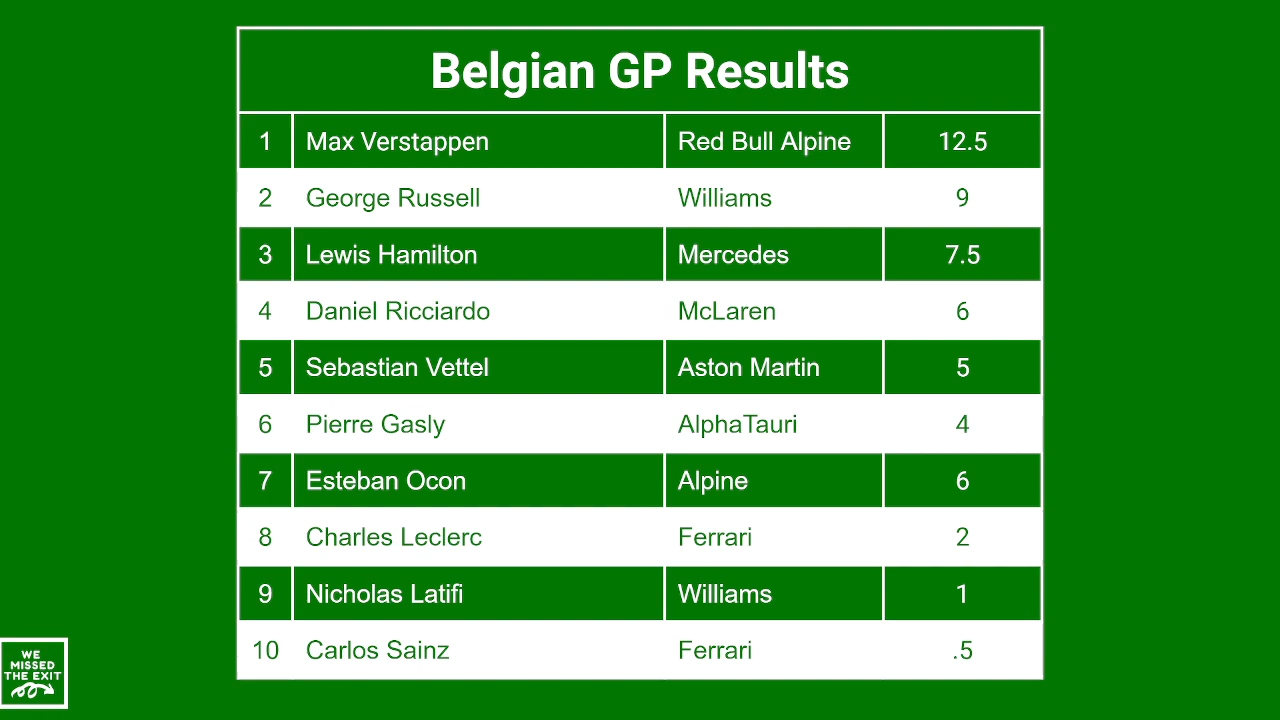 Belgian GP Results
1 Max Verstappen Red Bull Alpine 12.5
2 George Russell Williams 9
3 Lewis Hamilton Mercedes 7.5
4 Daniel Ricciardo McLaren 6
5 Sebastian Vettel Aston Martin 5
6 Pierre Gasly AlphaTauri 4
7 Esteban Ocon Alpine 6
8 Charles Leclerc Ferrari 2
9 Nicholas Latifi Williams 1
10 Carlos Sainz Ferrari .5
WE
MISSED
THE EXIT